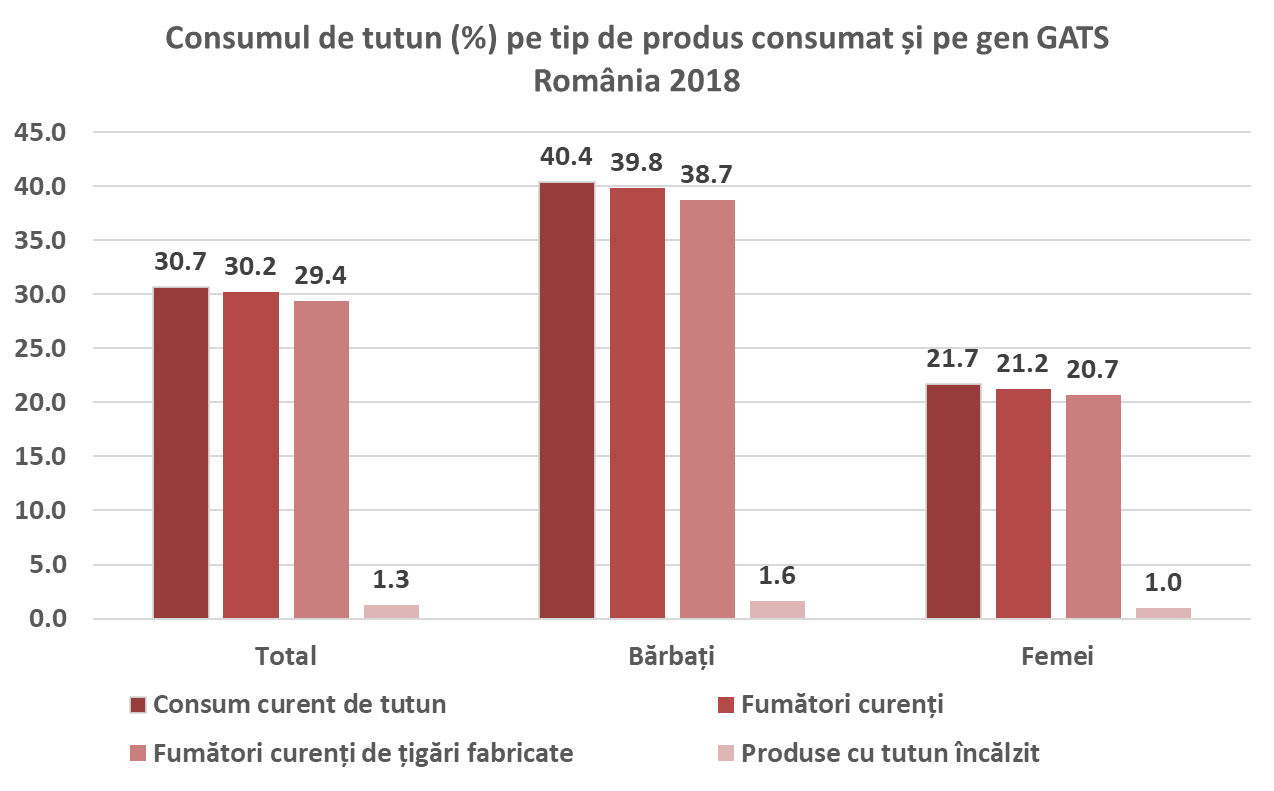 Consumul de tutun (%) pe tip de produs consumat și pe gen GATS
România 2018
45.0
40.0
35.0
30.0
25.0
20.0
15.0
10.0
5.0
0.0
30.7
30.2
29.4
1.3
40.4
39.8
38.7
1.6
21.7
21.2
20.7
1.0
Total
Bărbați
Femei
Consum curent de tutun
Fumători curenți
Fumători curenți de țigări fabricate
Produse cu tutun încălzit